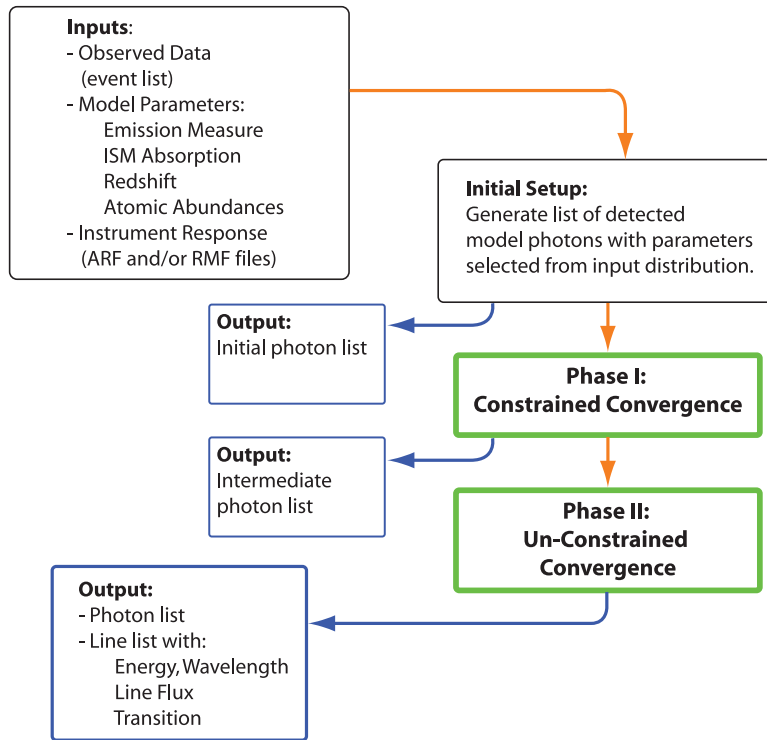 Inputs:
- Observed Data
(event list)
- Model Parameters:
Emission Measure
ISM Absorption
Redshift
Atomic Abundances
- Instrument Response
(ARF and/or RMF files)
Initial Setup:
Generate list of detected
model photons with parameters
selected from input distribution.
Output:
Initial photon list
Phase I:
Constrained Convergence
Output:
Intermediate
photon list
Phase II:
Un-Constrained
Convergence
Output:
- Photon list
- Line list with:
Energy, Wavelength
Line Flux
Transition